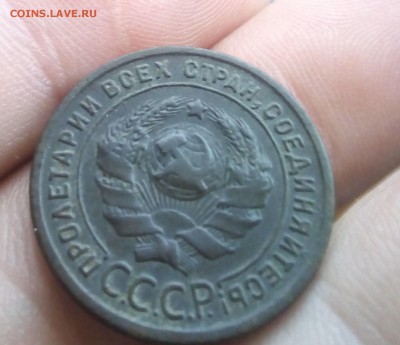 COINS.LAVE.RU
ПРОЛЕТАРИИ ВСЕХ СТРАН, СОЕДИНЯЙТЕСЬ!
С.С.С.Р.